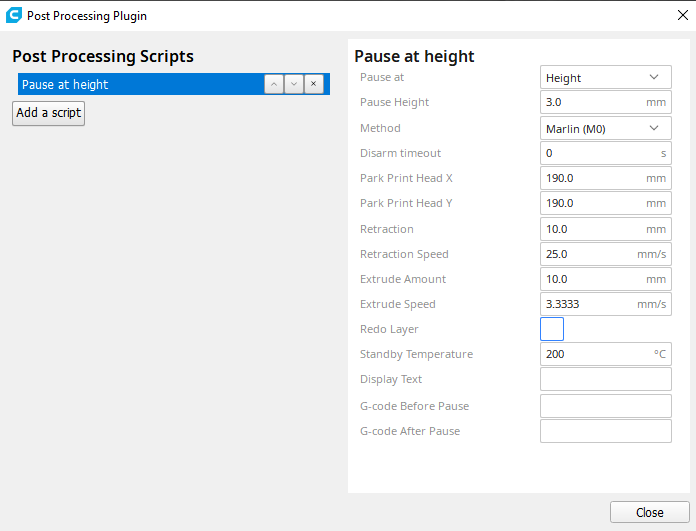 Post Processing Plugin
Post Processing Scripts
Pause at height
Add a script
Pause at height
Pause at Height
Pause Height 3.0 mm
Method Marlin (M0)
Disarm timeout 0 s
Park Print Head X 190.0 mm
Park Print Head Y 190.0 mm
Retraction 10.0 mm
Retraction Speed 25.0 mm/s
Extrude Amount 10.0 mm
Extrude Speed 3.3333 mm/s
Redo Layer
Standby Temperature 200 °C
Display Text
G-code Before Pause
G-code After Pause
Close